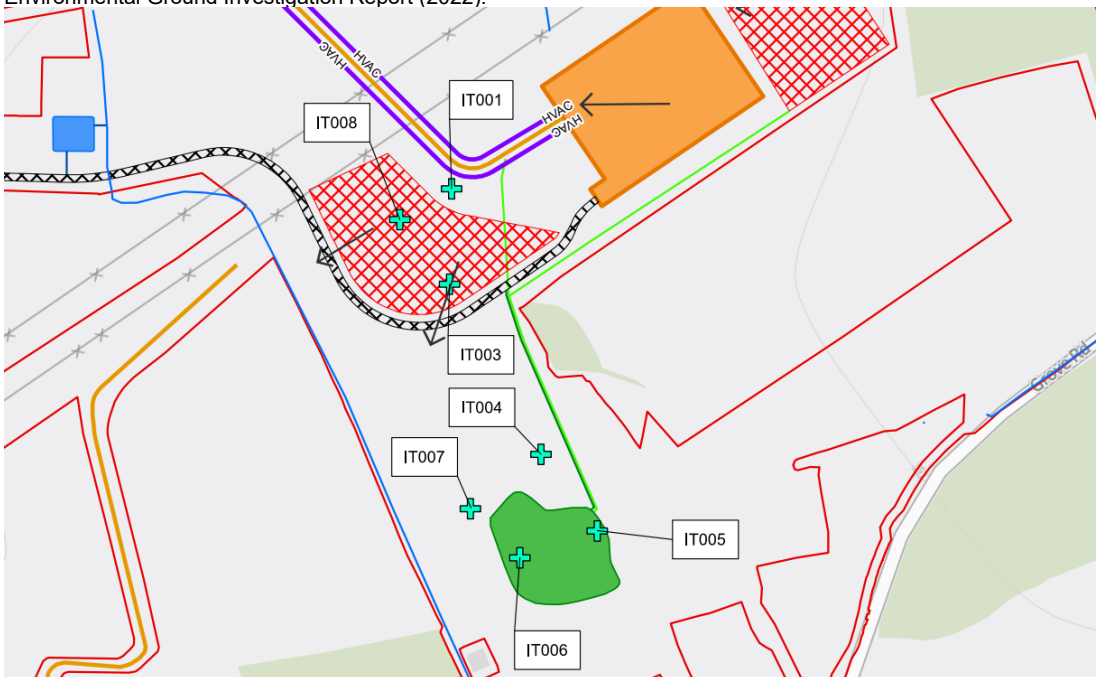 Environmental Ground Investigation Report (2022).
HVAC
HVAC
IT001
HVAC
HVAC
IT008
IT003
Grove Rd
IT004
IT007
IT005
IT006